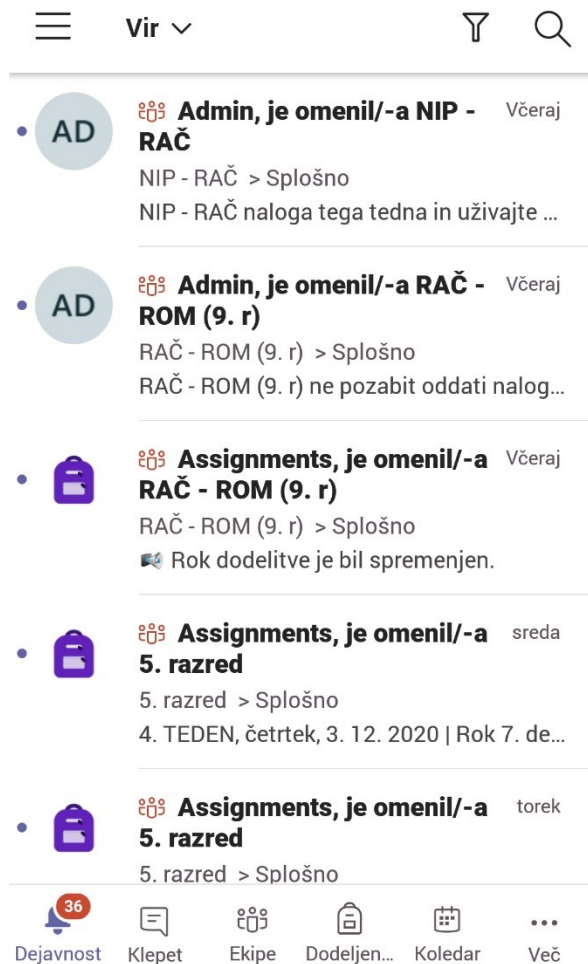 Vir
AD
Admin, je omenil/-a NIP - RAČ
Včeraj
NIP - RAČ > Splošno
NIP - RAČ naloga tega tedna in uživajte ...
AD
Admin, je omenil/-a RAČ - ROM (9. r)
Včeraj
RAČ - ROM (9. r) > Splošno
RAČ - ROM (9. r) ne pozabit oddati nalog...
Assignments, je omenil/-a RAČ - ROM (9. r)
Včeraj
RAČ - ROM (9. r) > Splošno
Rok dodelitve je bil spremenjen.
Assignments, je omenil/-a 5. razred
sreda
5. razred > Splošno
4. TEDEN, četrtek, 3. 12. 2020 | Rok 7. de...
Assignments, je omenil/-a 5. razred
torek
5. razred > Splošno
36
Dejavnost Klepet Ekipe Dodeljen... Koledar Več